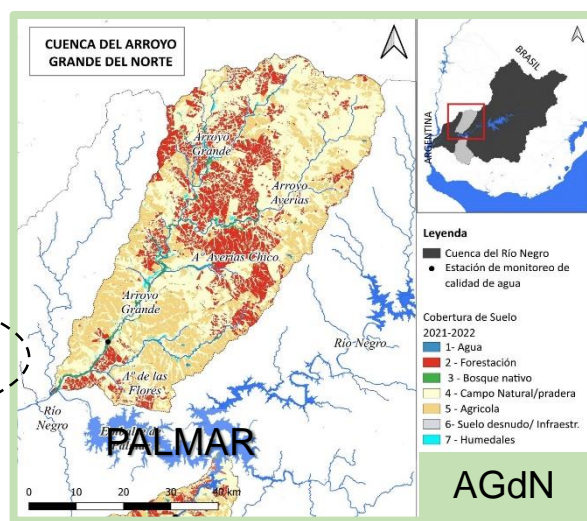 CUENCA DEL ARROYO
GRANDE DEL NORTE
Arroyo
Grande
Arroyo
Averías
Aº Averías Chico
Arroyo
Grande
Aº de las
Flores
Río Negro
Río
Negro
PALMAR
0 10 20 30 40 km
BRASIL
ARGENTINA
Leyenda
Cuenca del Río Negro
Estación de monitoreo de
calidad de agua
Cobertura de Suelo
2021-2022
1- Agua
2 - Forestación
3 - Bosque nativo
4 - Campo Natural/pradera
5 - Agricola
6- Suelo desnudo/ Infraestr.
7 - Humedales
AGdN